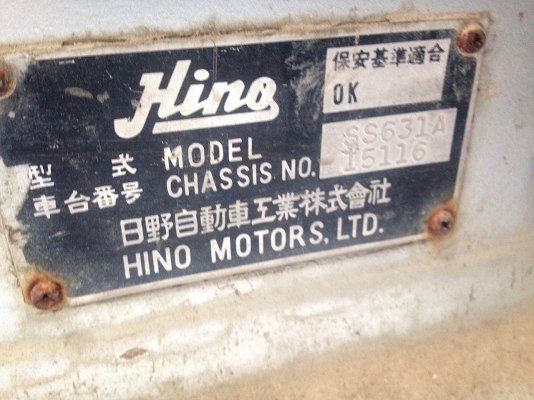 Hino
保安基準適合
OK
型 式 MODEL SS631A
車台番号 CHASSIS NO. 15116
日野自動車工業株式會社
HINO MOTORS, LTD.